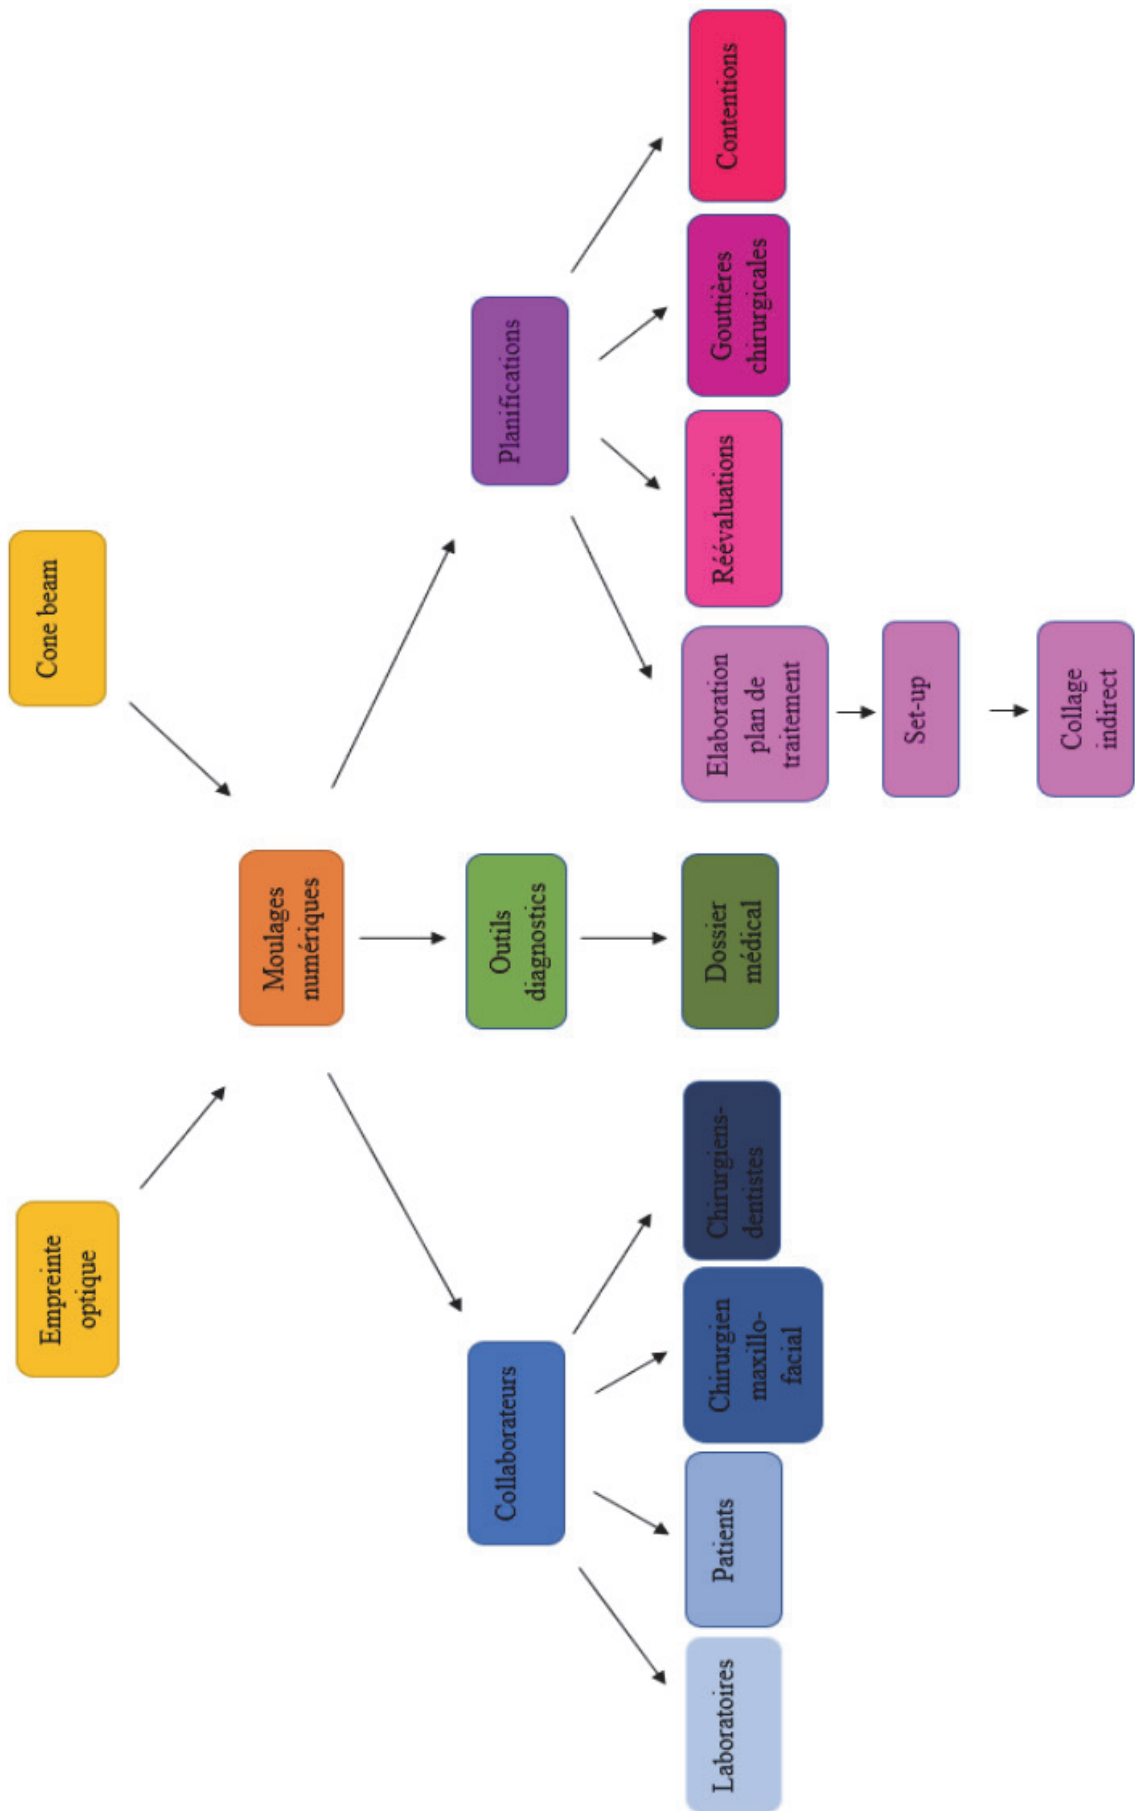 Empreinte
optique
Cone beam
Moulages
numériques
Collaborateurs
Outils
diagnostics
Planifications
Laboratoires
Patients
Chirurgien
maxillo-
facial
Chirurgiens-
dentistes
Dossier
médical
Elaboration
plan de
traitement
Réévaluations
Gouttières
chirurgicales
Contentions
Set-up
Collage
indirect